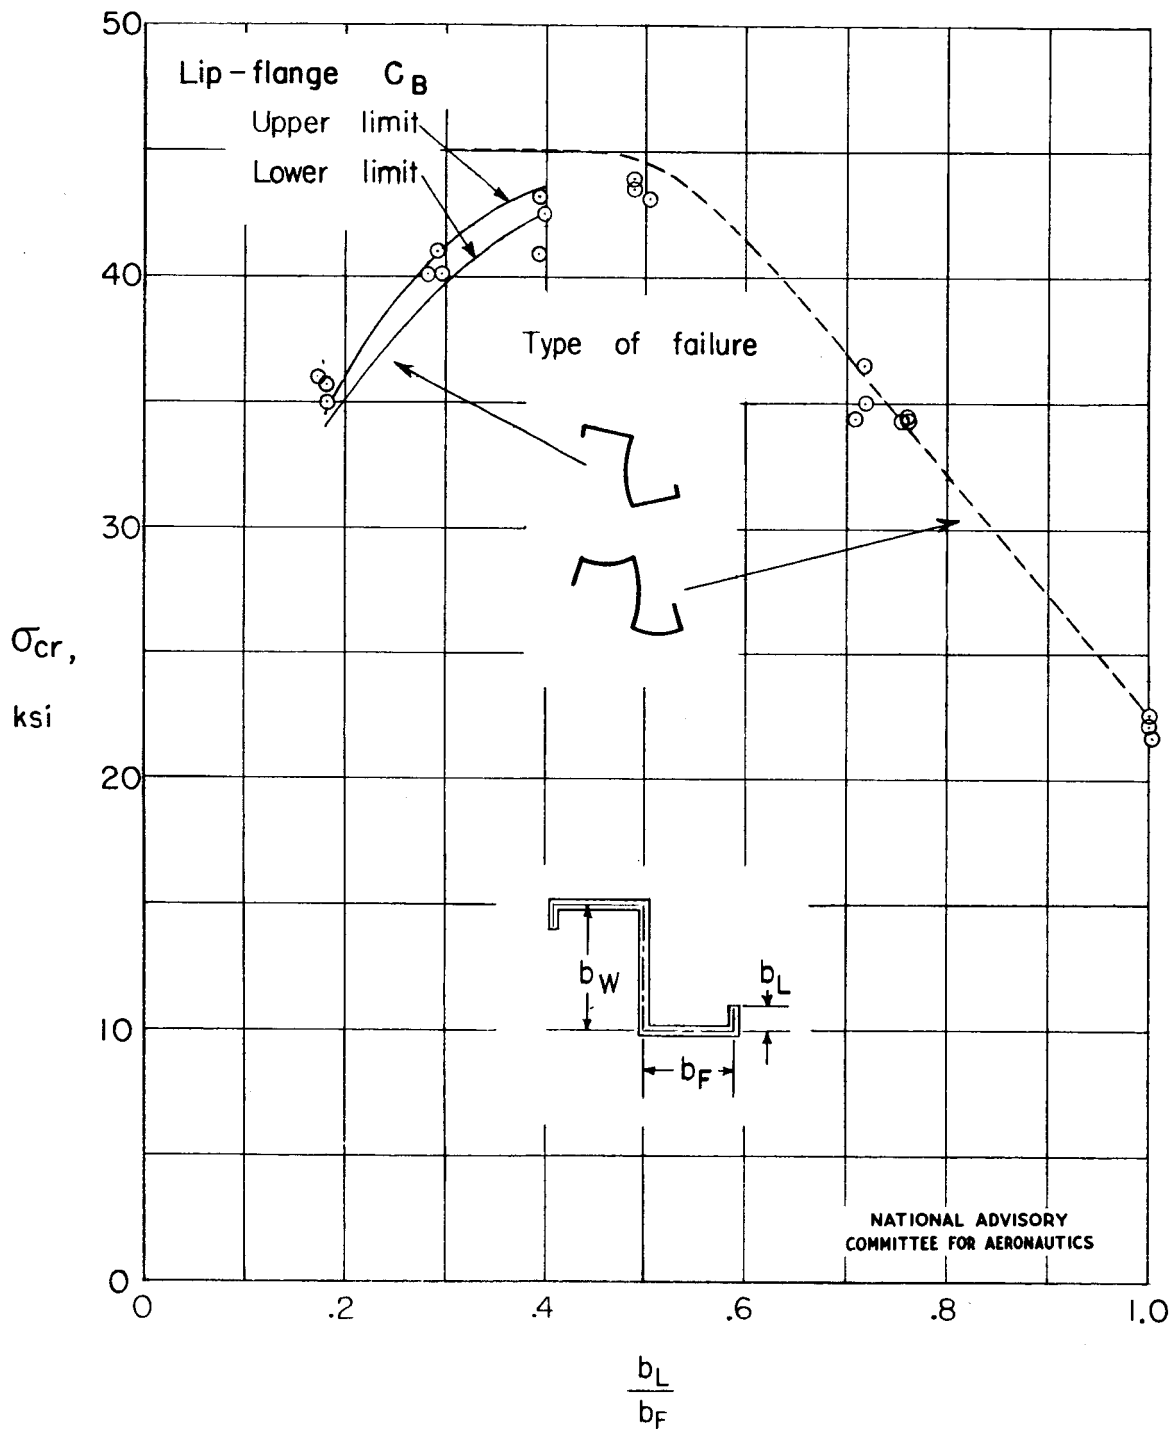 50
Lip-flange C_B
Upper limit
Lower limit
40
Type of failure
30
σcr,
ksi
20
b_W
b_L
10
b_F
NATIONAL ADVISORY
COMMITTEE FOR AERONAUTICS
0
0 .2 .4 .6 .8 1.0
b_L
b_F